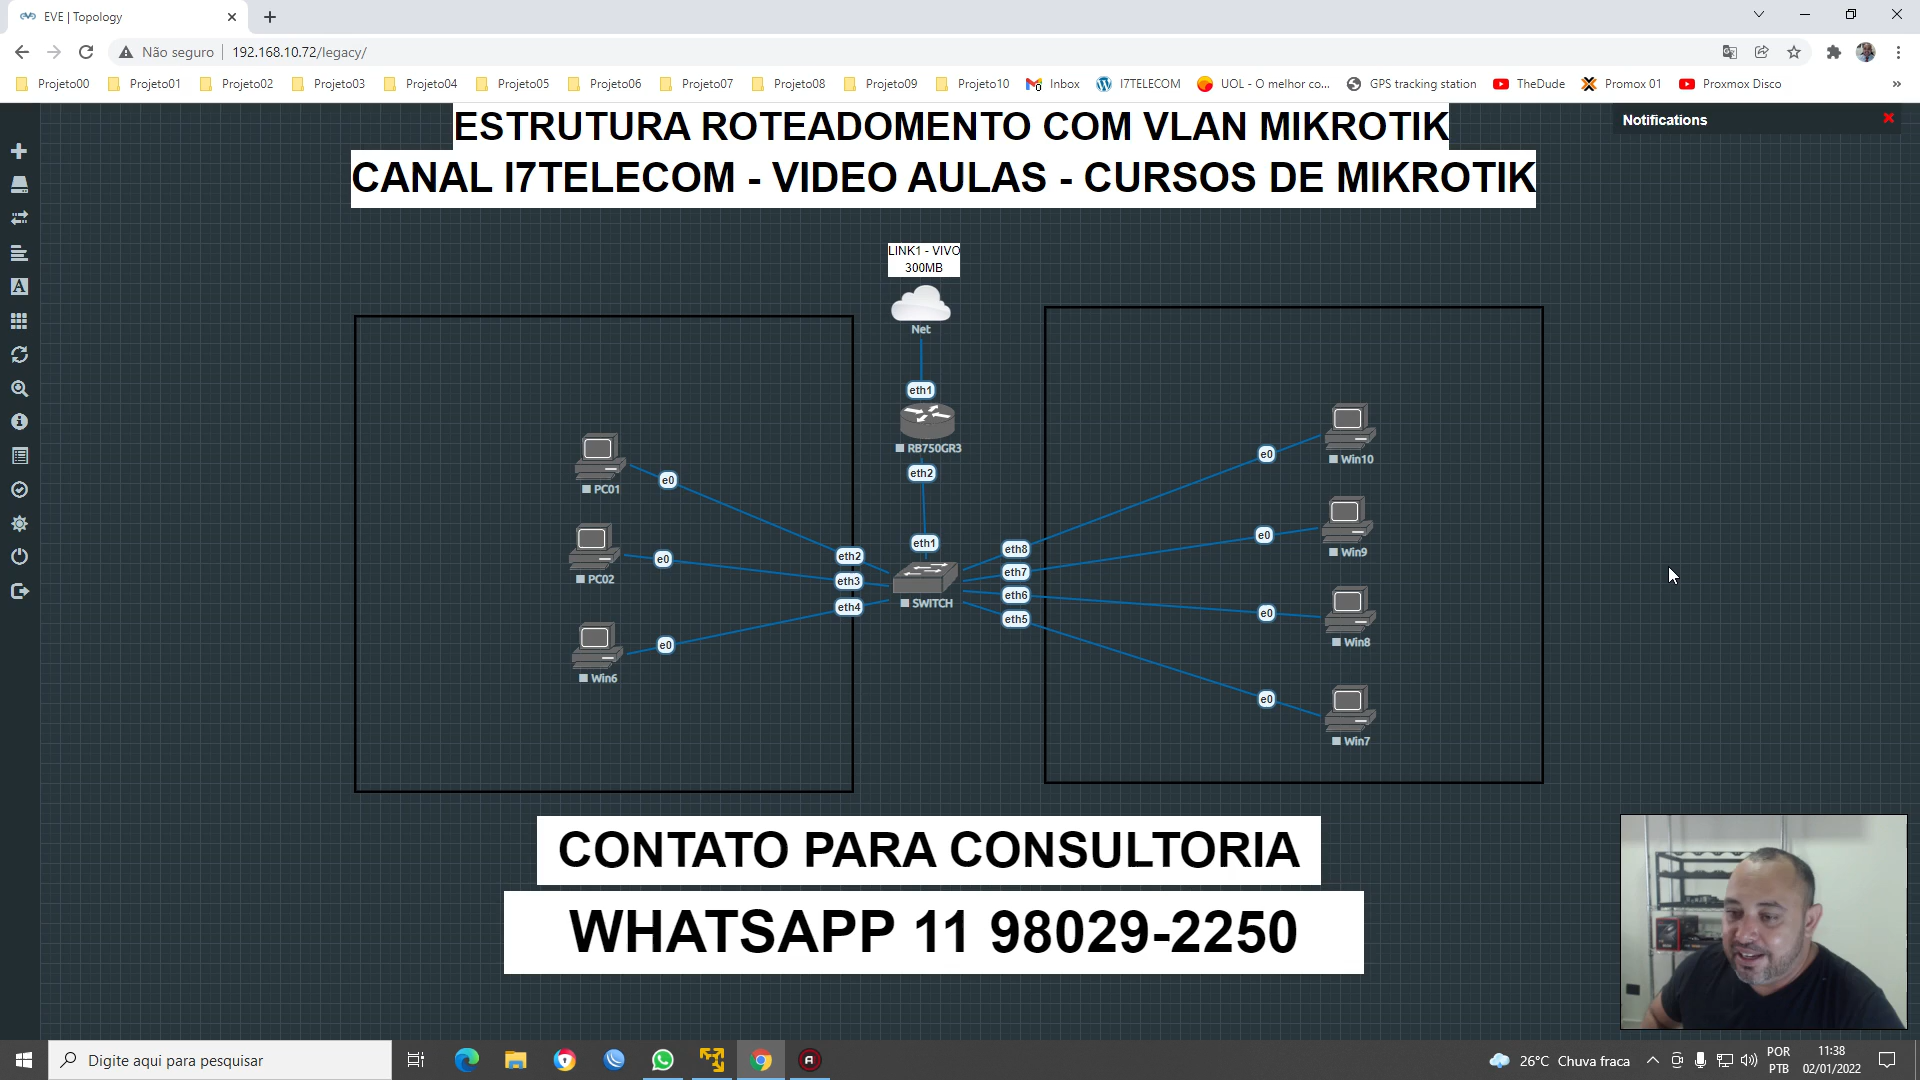 EVE | Topology
Não seguro
192.168.10.72/legacy/
Projeto00
Projeto01
Projeto02
Projeto03
Projeto04
Projeto05
Projeto06
Projeto07
Projeto08
Projeto09
Projeto10
Inbox
I7TELECOM
UOL - O melhor co...
GPS tracking station
TheDude
Promox 01
Proxmox Disco
»
ESTRUTURA ROTEADOMENTO COM VLAN MIKROTIK
CANAL I7TELECOM - VIDEO AULAS - CURSOS DE MIKROTIK
Notifications
LINK1 - VIVO
300MB
Net
eth1
RB750GR3
eth2
eth1
SWITCH
PC01
e0
PC02
e0
Win6
e0
eth2
eth3
eth4
eth8
eth7
eth6
eth5
e0
Win10
e0
Win9
e0
Win8
e0
Win7
CONTATO PARA CONSULTORIA
WHATSAPP 11 98029-2250
Digite aqui para pesquisar
26°C Chuva fraca
POR
PTB
11:38
02/01/2022